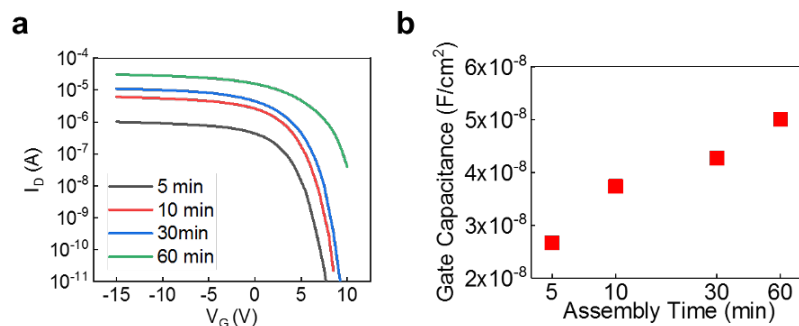 a
10⁻⁴
10⁻⁵
10⁻⁶
10⁻⁷
10⁻⁸
10⁻⁹
10⁻¹⁰
10⁻¹¹
I_D (A)
5 min
10 min
30min
60 min
-15 -10 -5 0 5 10
V_G (V)
b
6x10⁻⁸
5x10⁻⁸
4x10⁻⁸
3x10⁻⁸
2x10⁻⁸
Gate Capacitance (F/cm²)
5 10 30 60
Assembly Time (min)